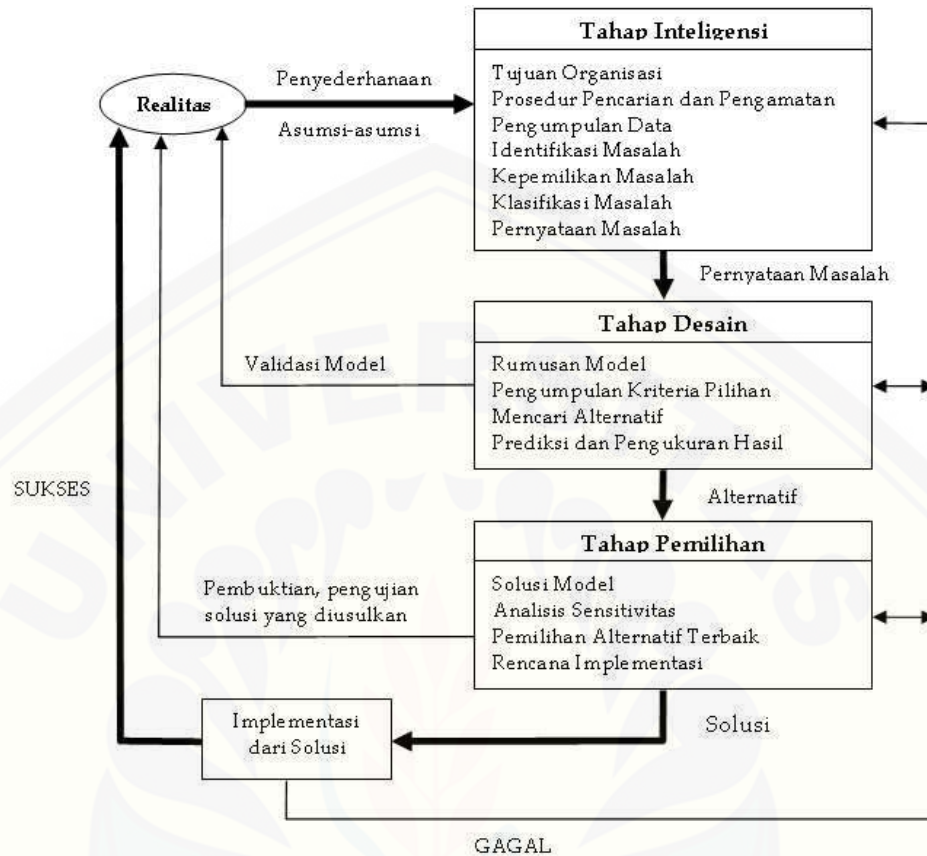 Tahap Inteligensi
Tujuan Organisasi
Prosedur Pencarian dan Pengamatan
Pengumpulan Data
Identifikasi Masalah
Kepemilikan Masalah
Klasifikasi Masalah
Pernyataan Masalah
Penyederhanaan
Realitas
Asumsi-asumsi
Pernyataan Masalah
Tahap Desain
Rumusan Model
Pengumpulan Kriteria Pilihan
Mencari Alternatif
Prediksi dan Pengukuran Hasil
Validasi Model
SUKSES
Alternatif
Tahap Pemilihan
Solusi Model
Analisis Sensitivitas
Pemilihan Alternatif Terbaik
Rencana Implementasi
Pembuktian, pengujian
solusi yang diusulkan
Implementasi
dari Solusi
Solusi
GAGAL
UNIVERSITAS